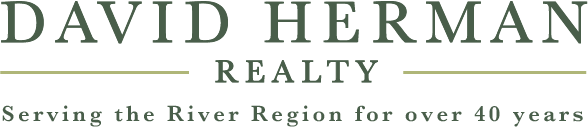 DAVID HERMAN
REALTY
Serving the River Region for over 40 years